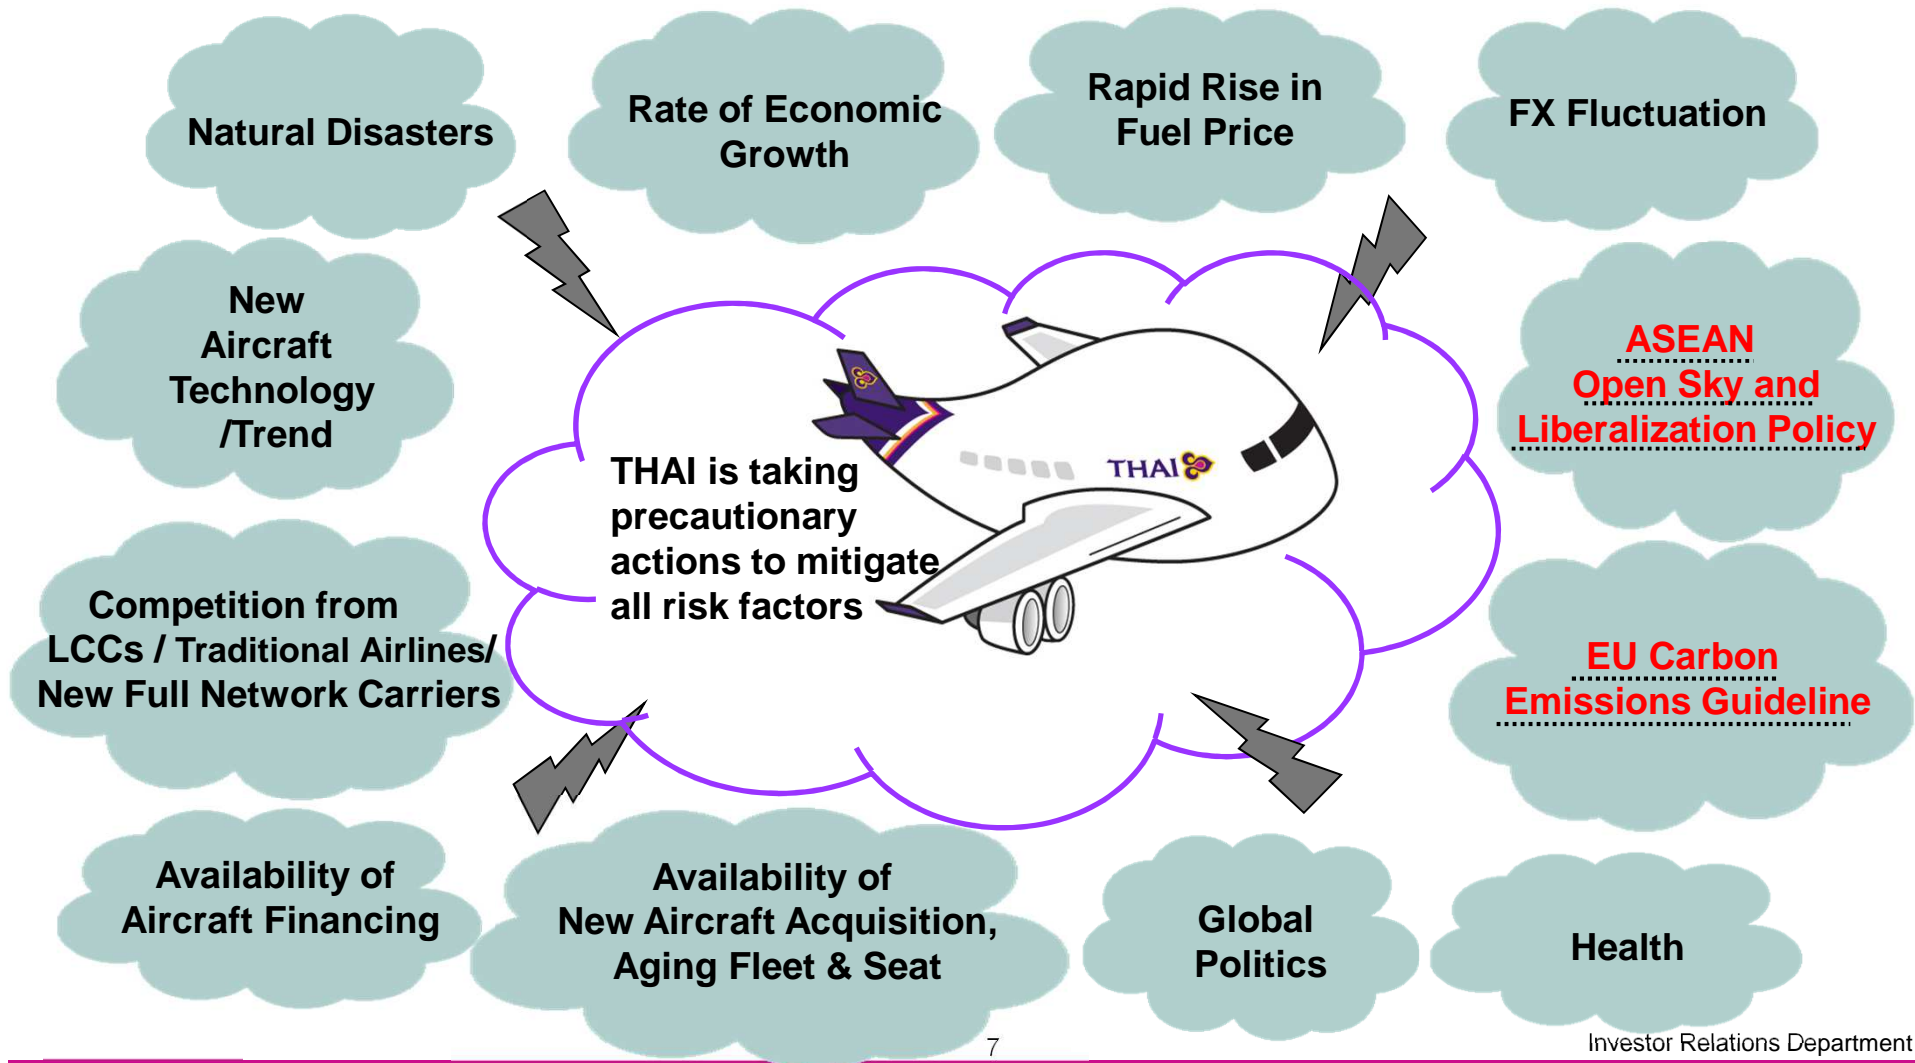 Natural Disasters
Rate of Economic
Growth
Rapid Rise in
Fuel Price
FX Fluctuation
New
Aircraft
Technology
/Trend
ASEAN
Open Sky and
Liberalization Policy
THAI
THAI is taking
precautionary
actions to mitigate
all risk factors
Competition from
LCCs / Traditional Airlines/
New Full Network Carriers
EU Carbon
Emissions Guideline
Availability of
Aircraft Financing
Availability of
New Aircraft Acquisition,
Aging Fleet & Seat
Global
Politics
Health
7
Investor Relations Department